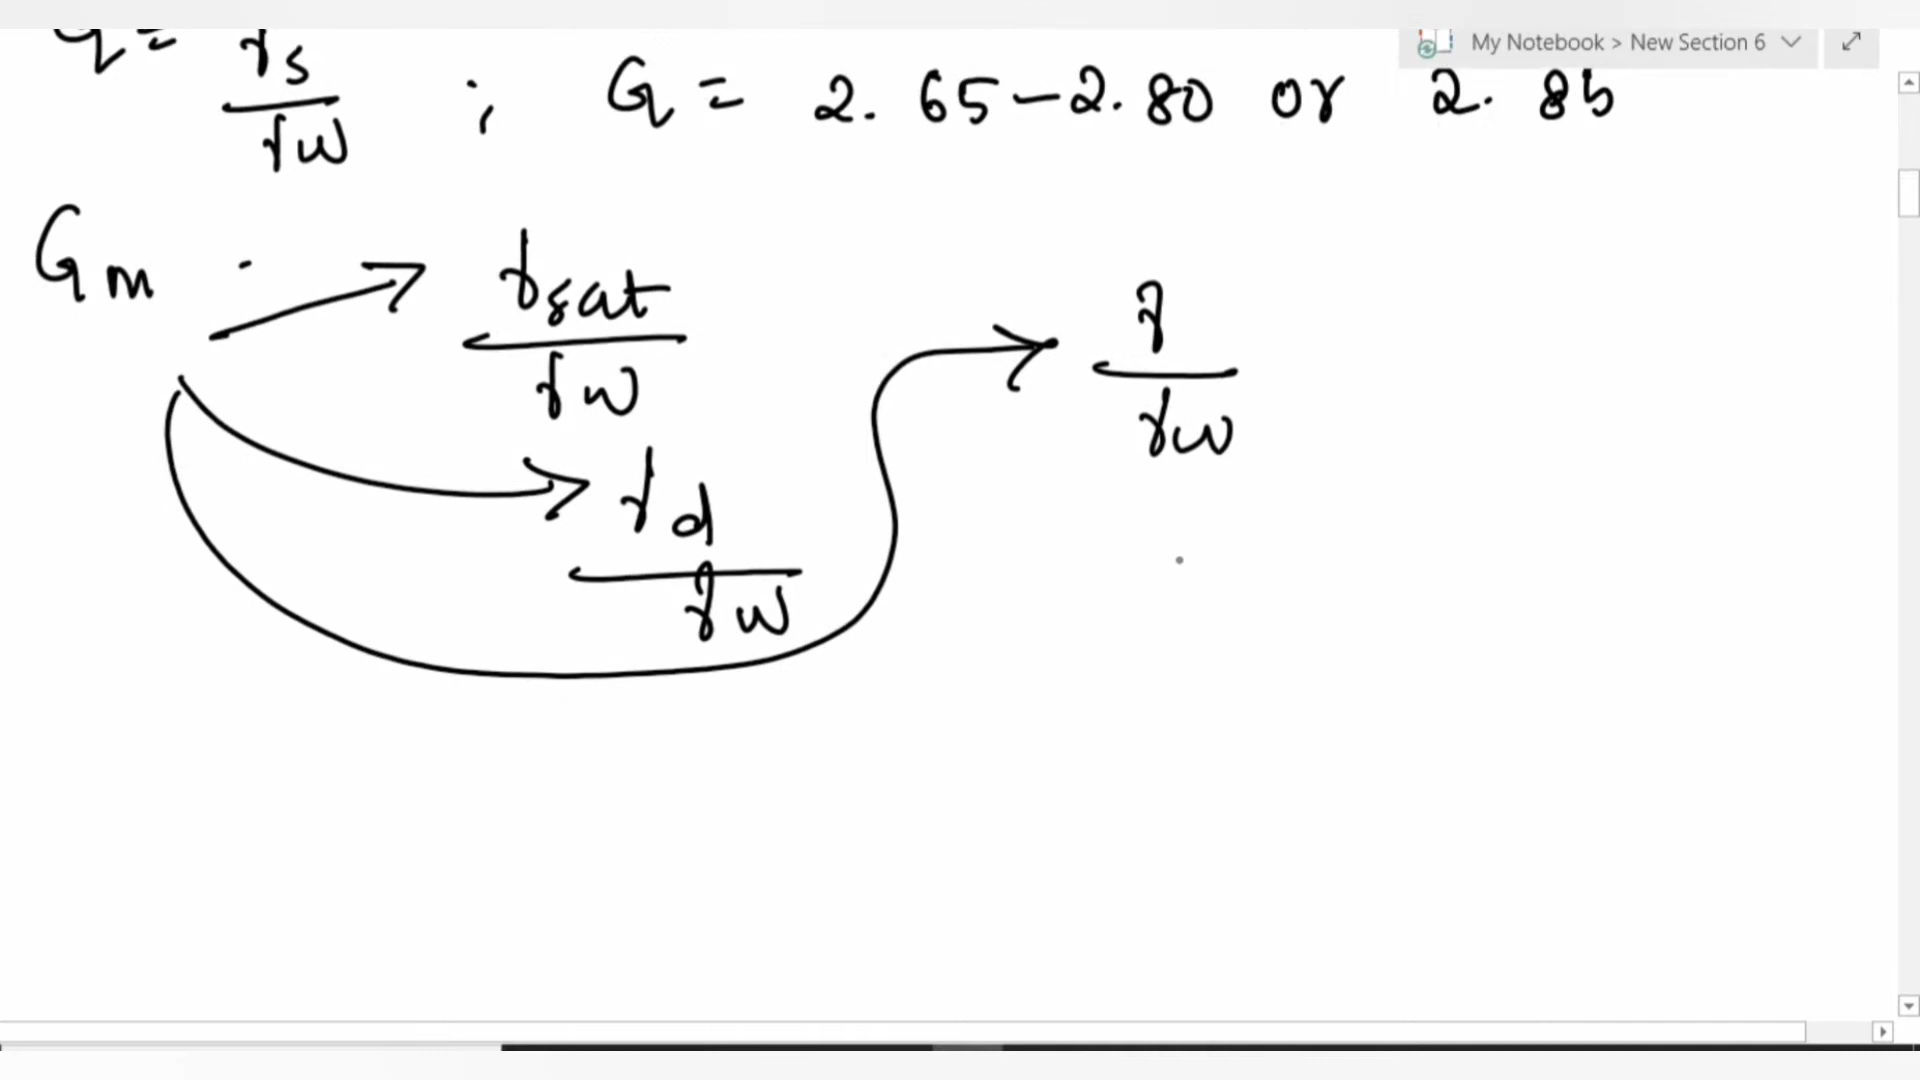 My Notebook > New Section 6
G = γs / γw ; G = 2.65-2.80 or 2.85
Gm
γsat / γw
γ / γw
γd / γw